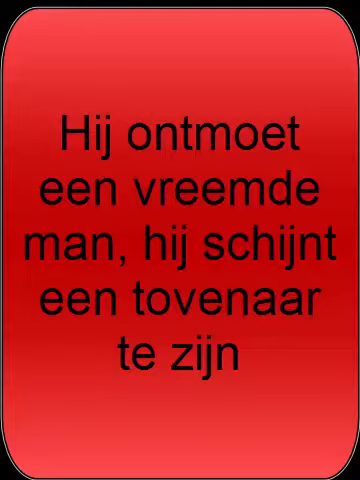 Hij ontmoet
een vreemde
man, hij schijnt
een tovenaar
te zijn